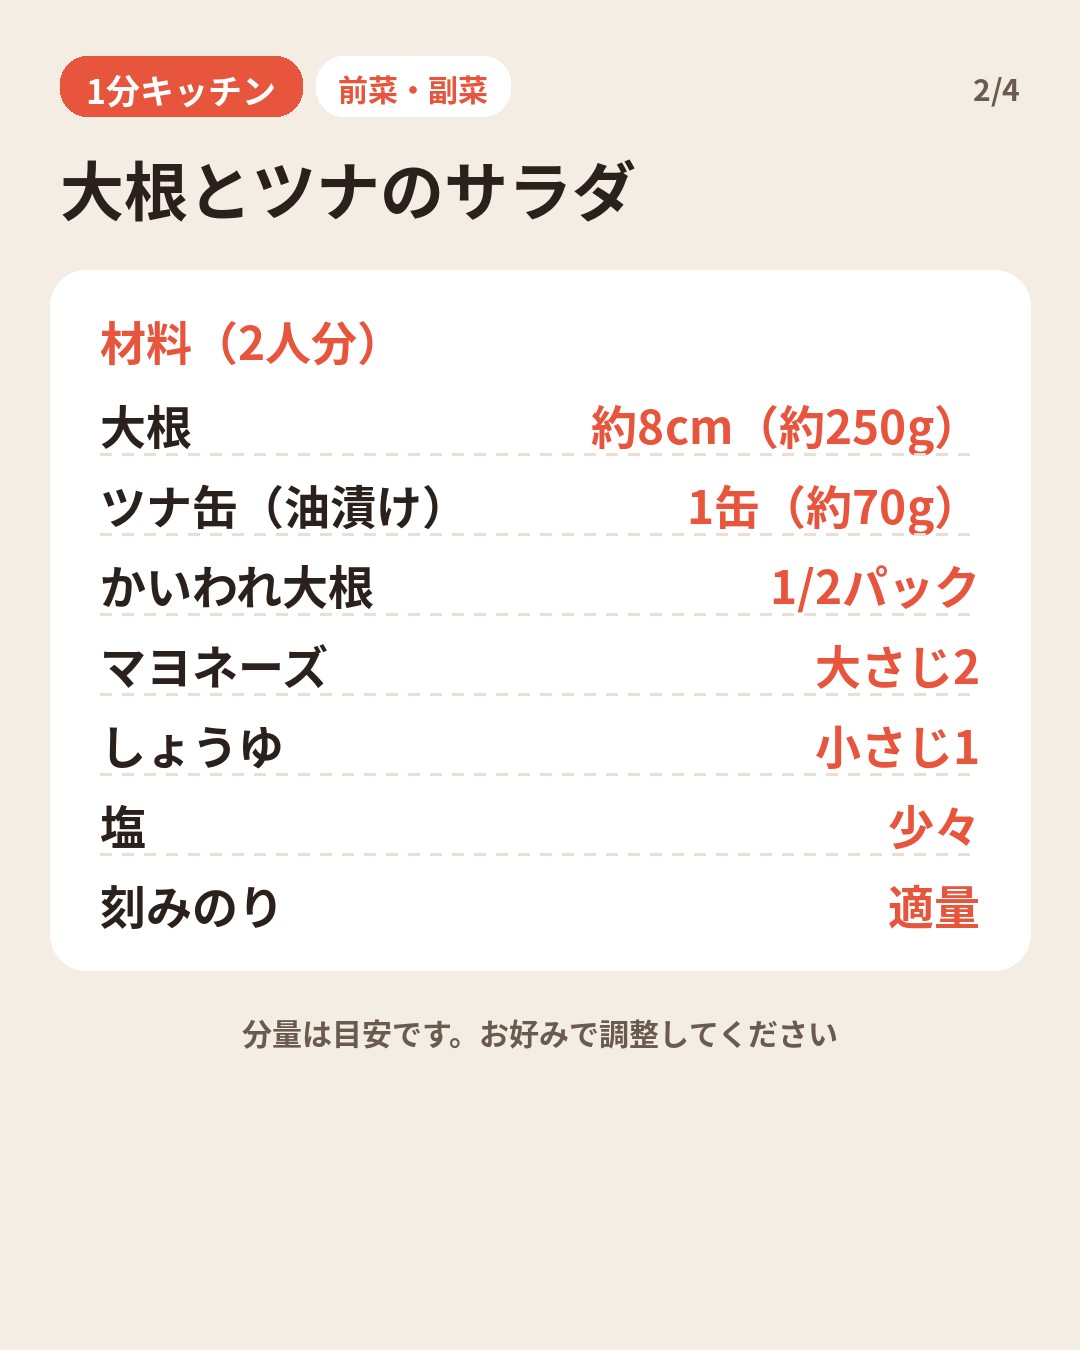 1分キッチン 前菜・副菜 2/4
大根とツナのサラダ
材料（2人分）
大根 約8cm（約250g）
ツナ缶（油漬け） 1缶（約70g）
かいわれ大根 1/2パック
マヨネーズ 大さじ2
しょうゆ 小さじ1
塩 少々
刻みのり 適量
分量は目安です。お好みで調整してください